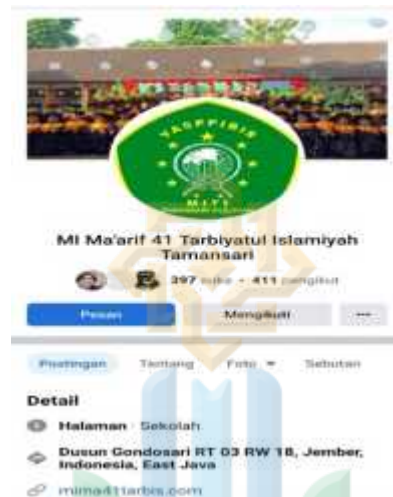 MITI
MI Ma'arif 41 Tarbiyatul Islamiyah
Tamansari
397 suka • 411 pengikut
Pesan
Mengikuti
Postingan
Tentang
Foto
Sebutan
Detail
Halaman · Sekolah
Dusun Gondosari RT 03 RW 18, Jember,
Indonesia, East Java
mima41tarbis.com